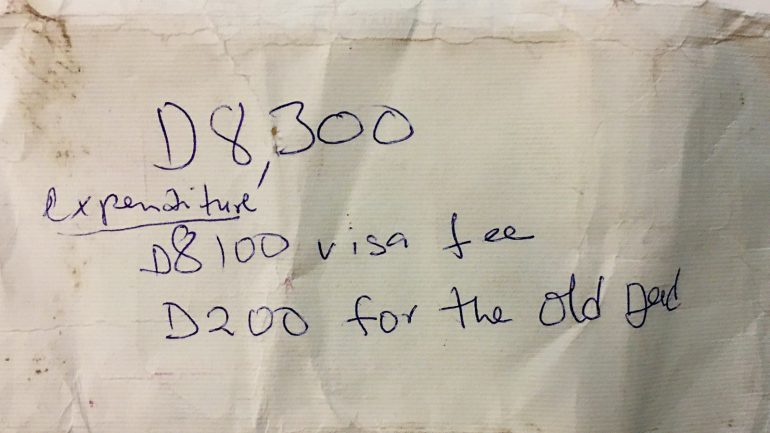 D8,300
expenditure
D8100 visa fee
D200 for the old Dad